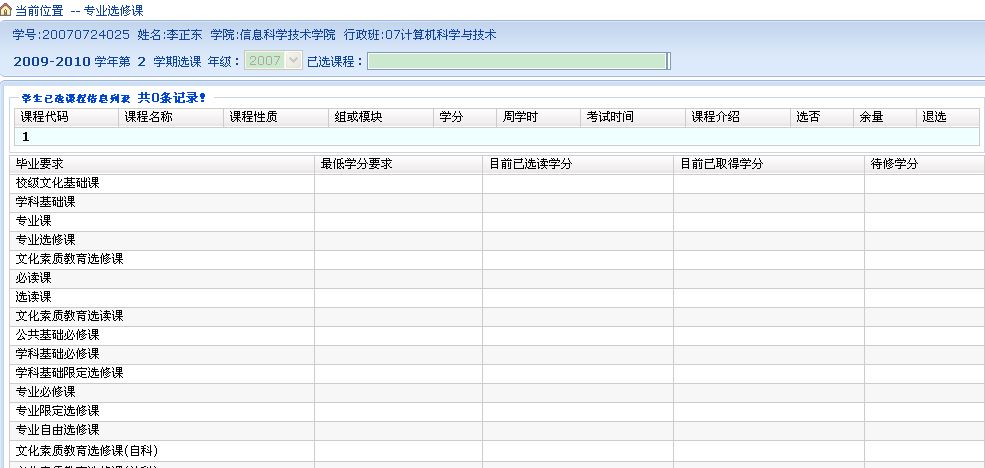 当前位置 -- 专业选修课
学号:20070724025 姓名:李正东 学院:信息科学技术学院 行政班:07计算机科学与技术
2009-2010 学年第 2 学期选课 年级： 2007 已选课程：
学生已选课程信息列表 共0条记录！
课程代码 课程名称 课程性质 组或模块 学分 周学时 考试时间 课程介绍 选否 余量 退选
1
毕业要求 最低学分要求 目前已选读学分 目前已取得学分 待修学分
校级文化基础课
学科基础课
专业课
专业选修课
文化素质教育选修课
必读课
选读课
文化素质教育选读课
公共基础必修课
学科基础必修课
学科基础限定选修课
专业必修课
专业限定选修课
专业自由选修课
文化素质教育选修课(自科)